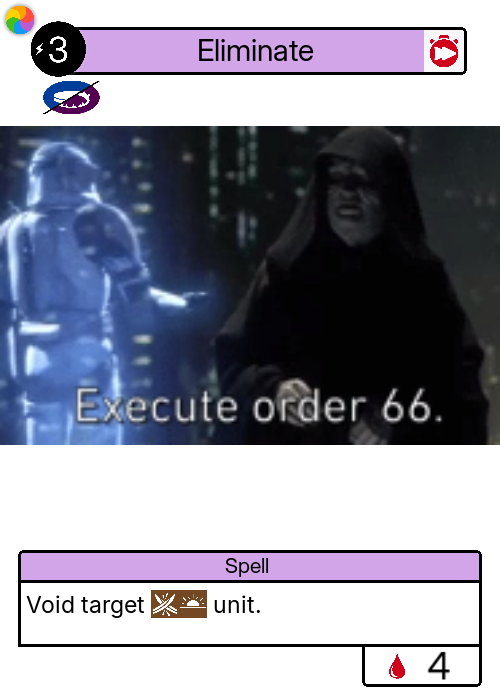 3
Eliminate
Execute order 66.
Spell
Void target unit.
4